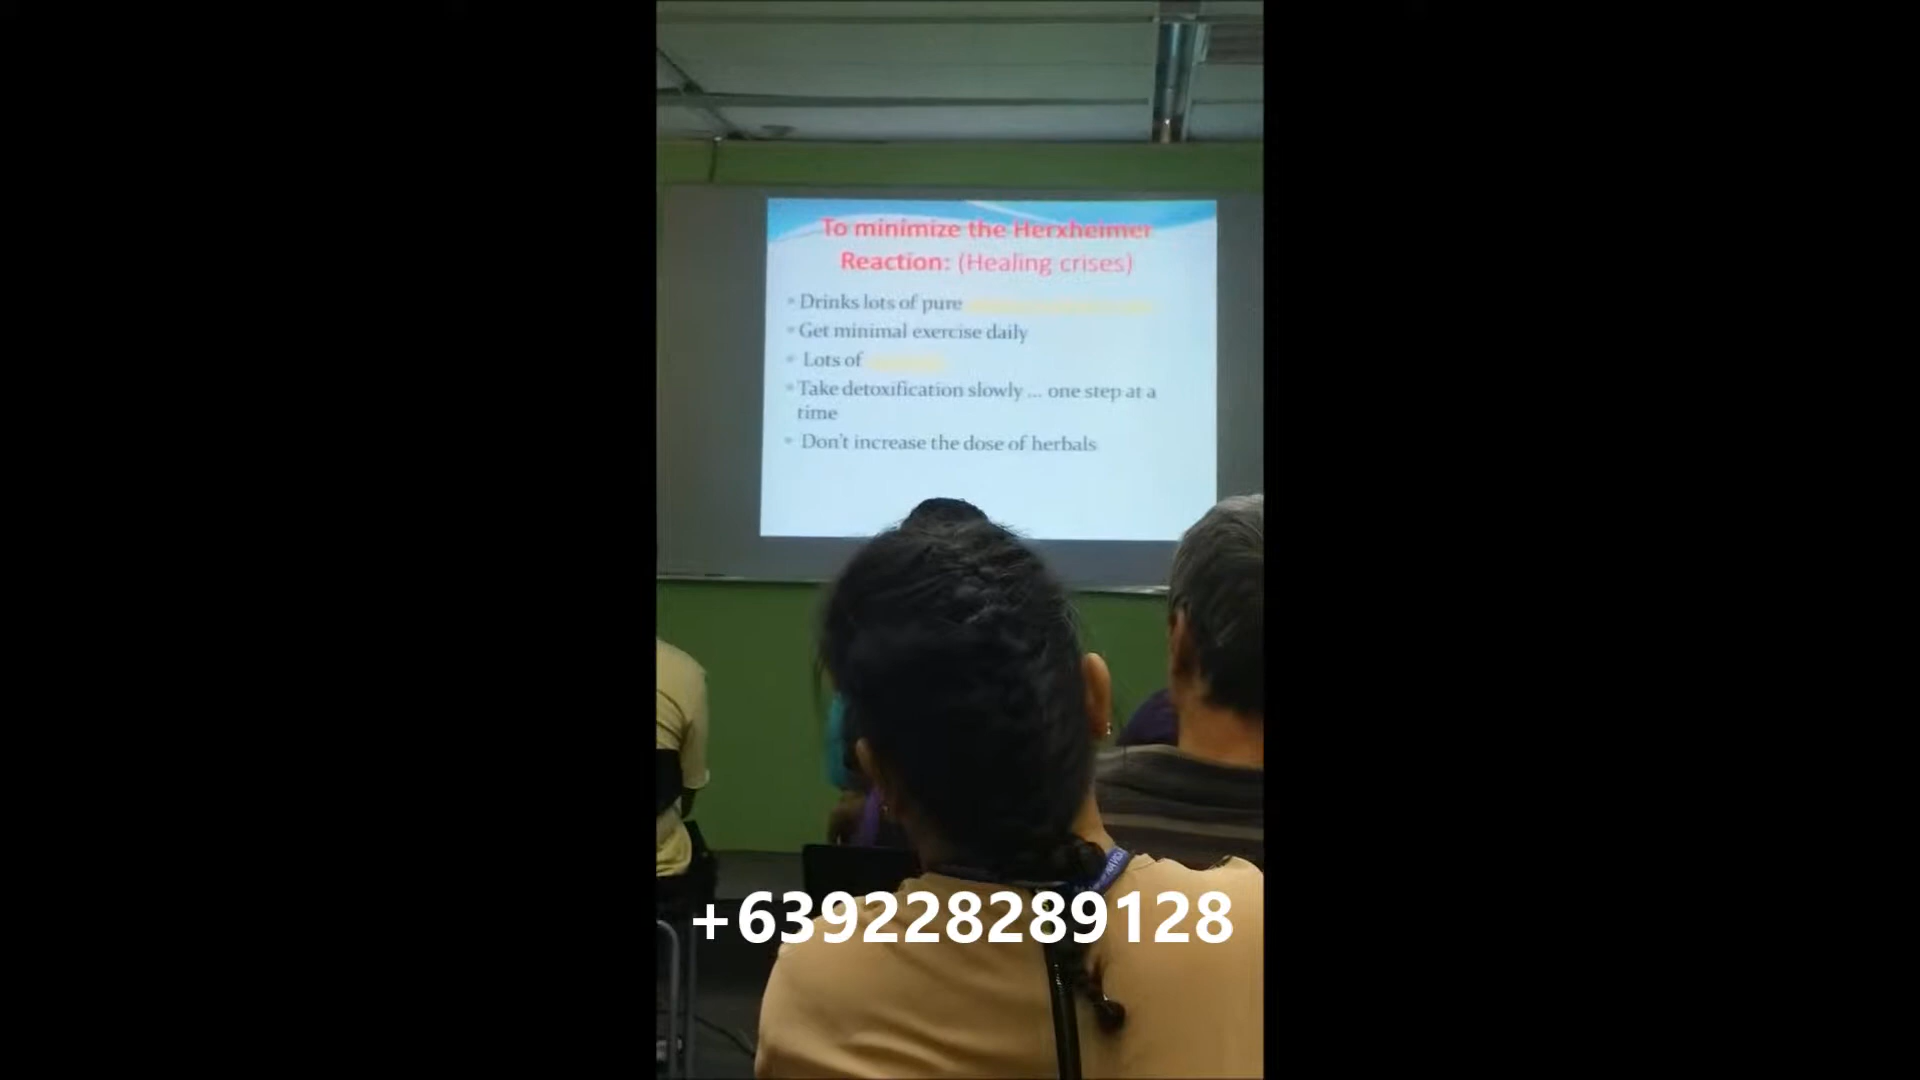 To minimize the Herxheimer
Reaction: (Healing crises)
Drinks lots of pure
Get minimal exercise daily
Lots of
Take detoxification slowly ... one step at a
time
Don't increase the dose of herbals
+639228289128